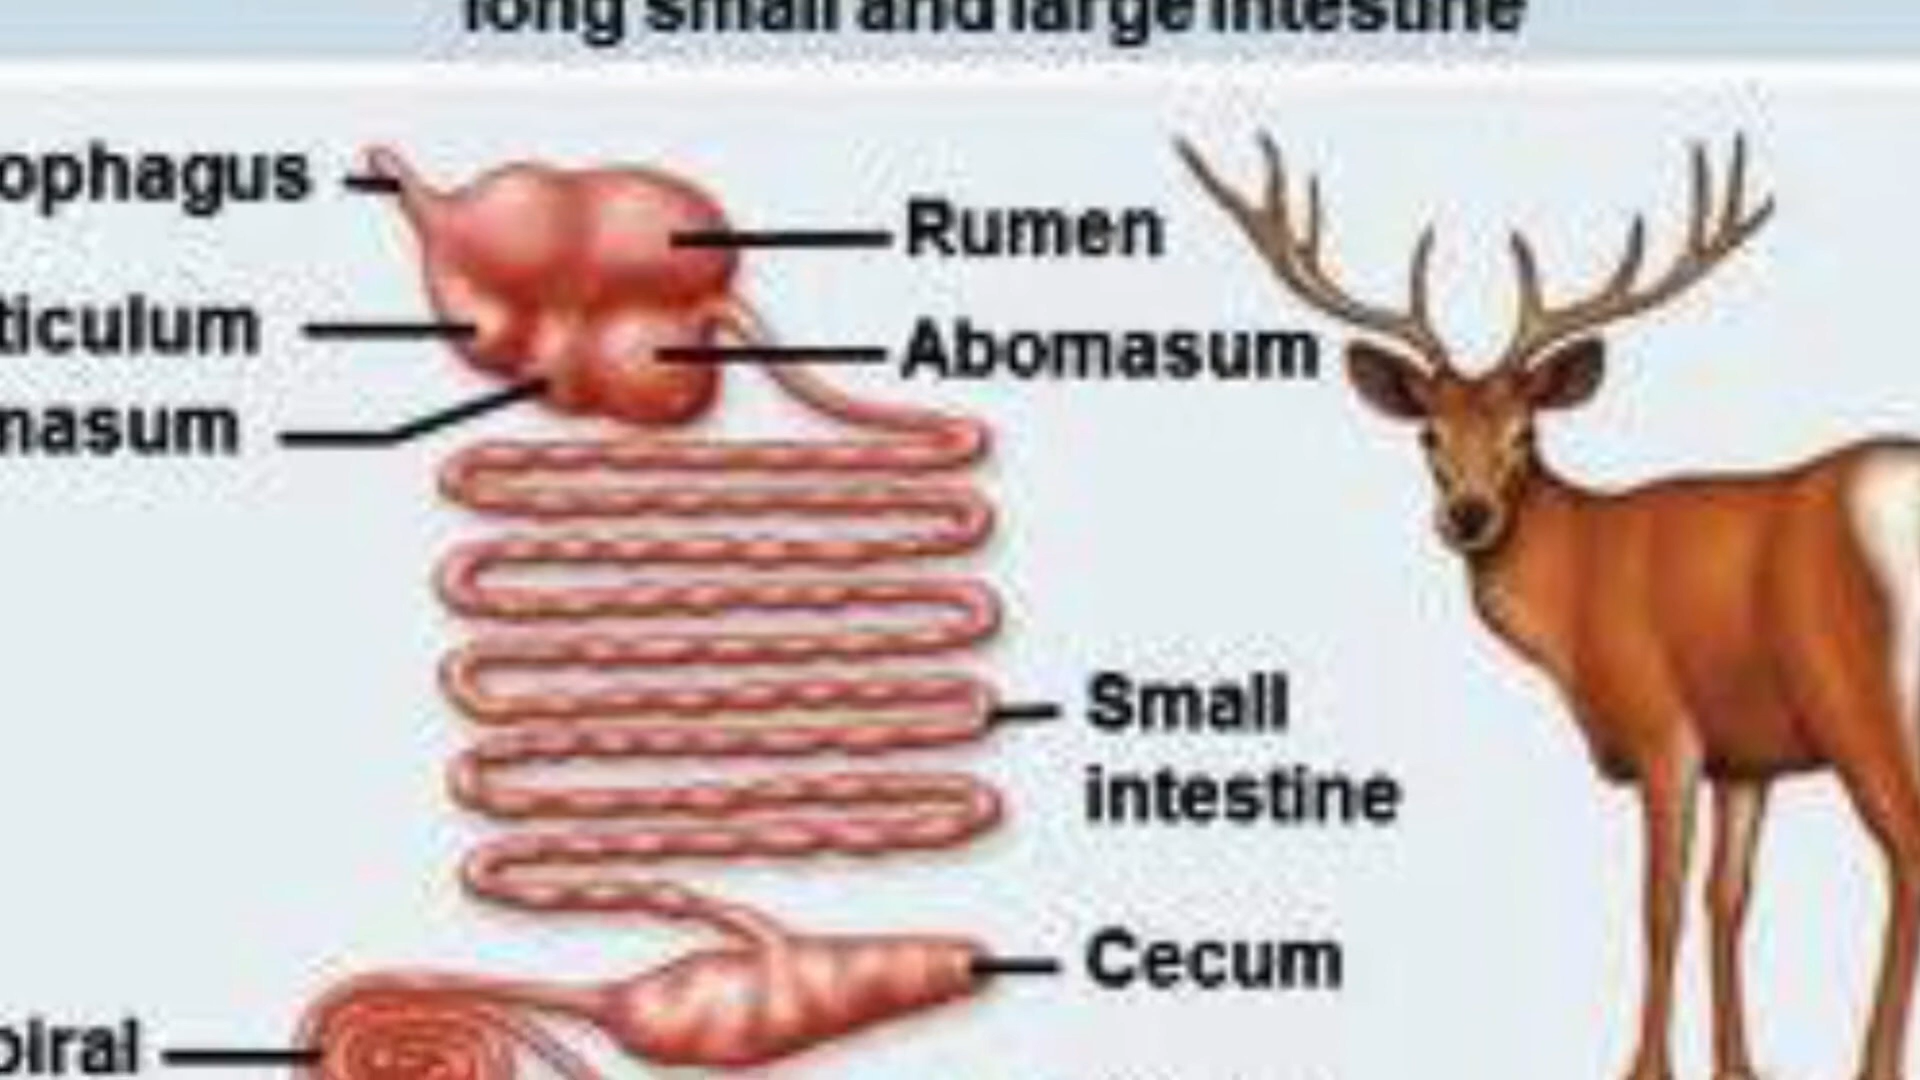 long small and large intestine
ophagus
Rumen
ticulum
Abomasum
masum
Small
intestine
Cecum
piral